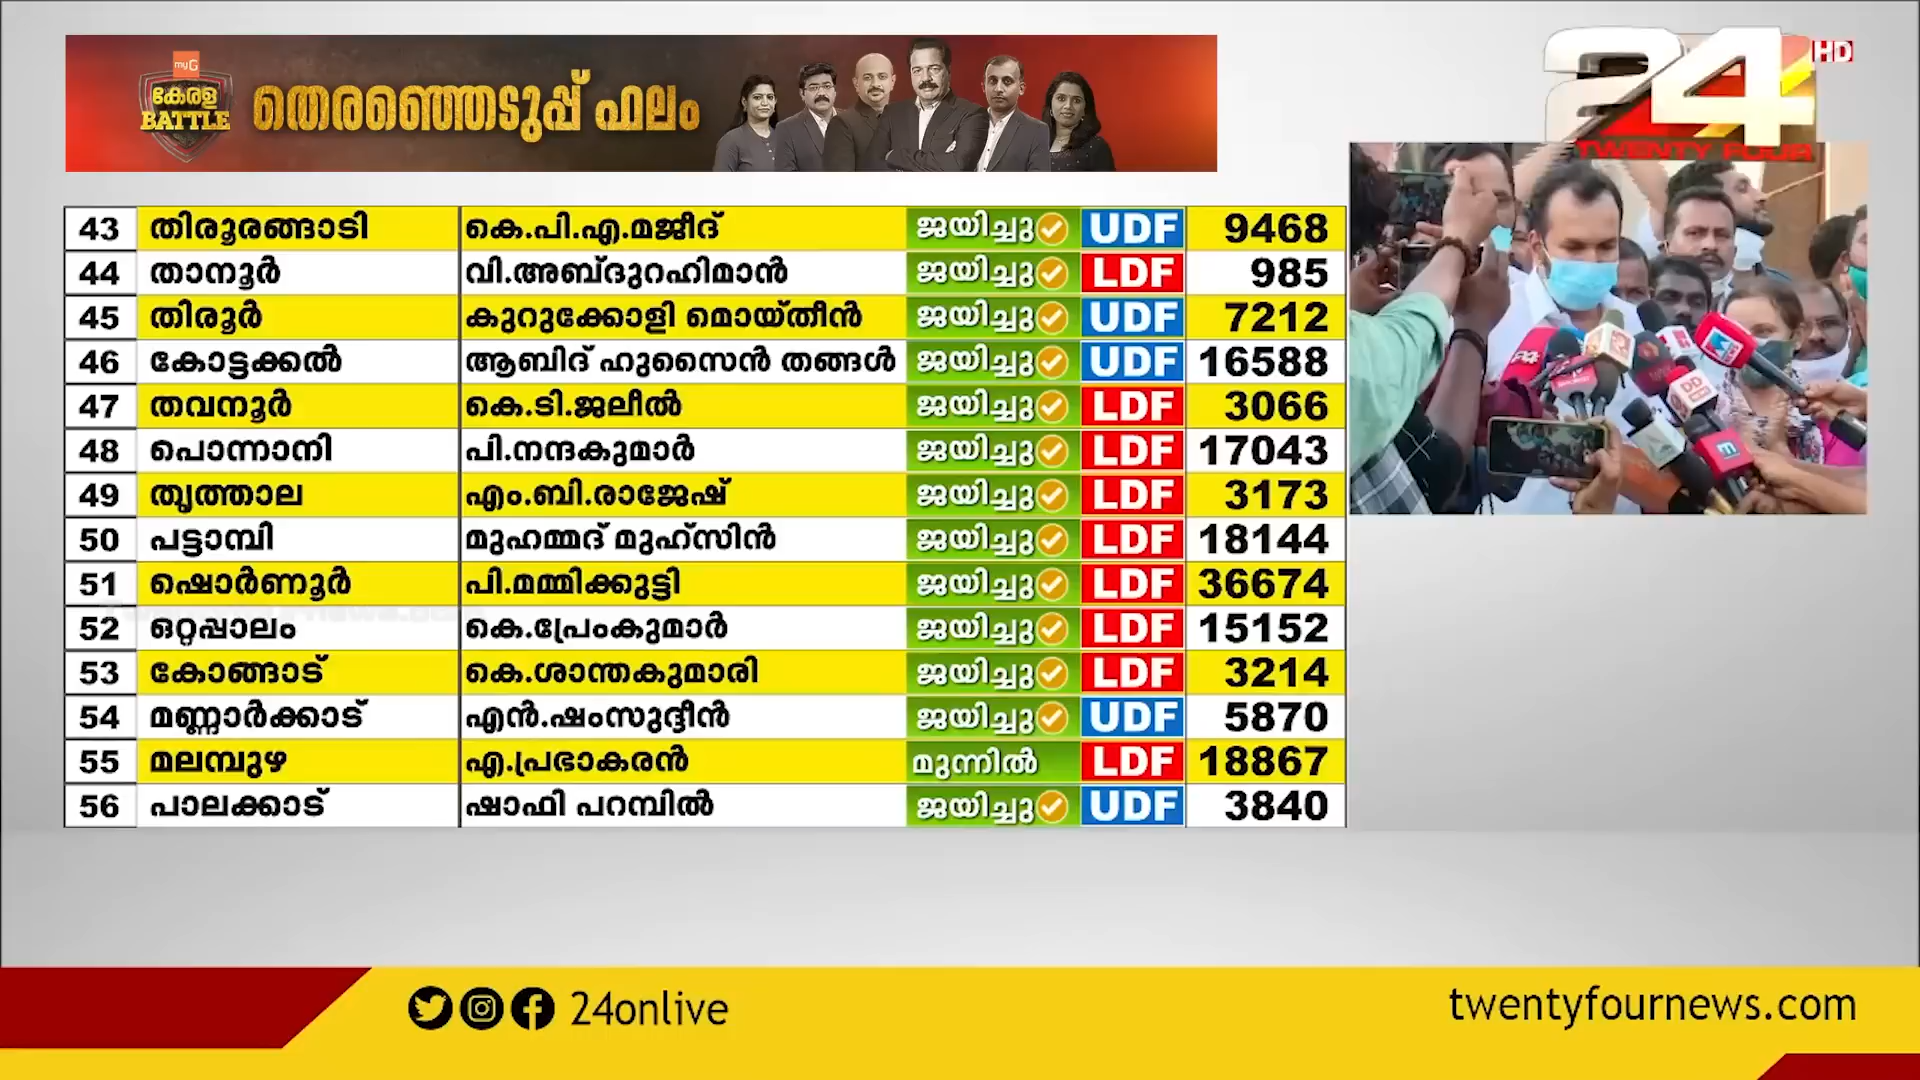 myG
കേരള
BATTLE
തെരഞ്ഞെടുപ്പ് ഫലം
24 HD
TWENTY FOUR
43 തിരൂരങ്ങാടി കെ.പി.എ.മജീദ് ജയിച്ചു UDF 9468
44 താനൂർ വി.അബ്ദുറഹിമാൻ ജയിച്ചു LDF 985
45 തിരൂർ കുറുക്കോളി മൊയ്തീൻ ജയിച്ചു UDF 7212
46 കോട്ടക്കൽ ആബിദ് ഹുസൈൻ തങ്ങൾ ജയിച്ചു UDF 16588
47 തവനൂർ കെ.ടി.ജലീൽ ജയിച്ചു LDF 3066
48 പൊന്നാനി പി.നന്ദകുമാർ ജയിച്ചു LDF 17043
49 തൃത്താല എം.ബി.രാജേഷ് ജയിച്ചു LDF 3173
50 പട്ടാമ്പി മുഹമ്മദ് മുഹ്സിൻ ജയിച്ചു LDF 18144
51 ഷൊർണൂർ പി.മമ്മിക്കുട്ടി ജയിച്ചു LDF 36674
52 ഒറ്റപ്പാലം കെ.പ്രേംകുമാർ ജയിച്ചു LDF 15152
53 കോങ്ങാട് കെ.ശാന്തകുമാരി ജയിച്ചു LDF 3214
54 മണ്ണാർക്കാട് എൻ.ഷംസുദ്ദീൻ ജയിച്ചു UDF 5870
55 മലമ്പുഴ എ.പ്രഭാകരൻ മുന്നിൽ LDF 18867
56 പാലക്കാട് ഷാഫി പറമ്പിൽ ജയിച്ചു UDF 3840
24onlive
twentyfournews.com